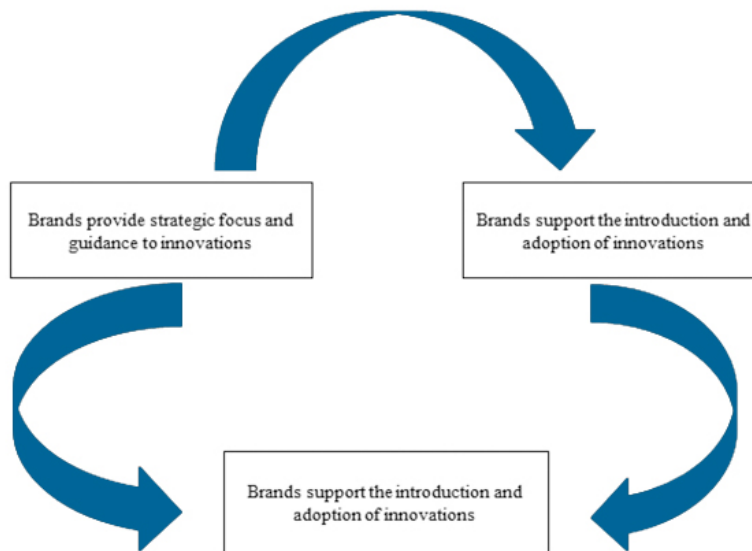 Brands provide strategic focus and
guidance to innovations
Brands support the introduction and
adoption of innovations
Brands support the introduction and
adoption of innovations